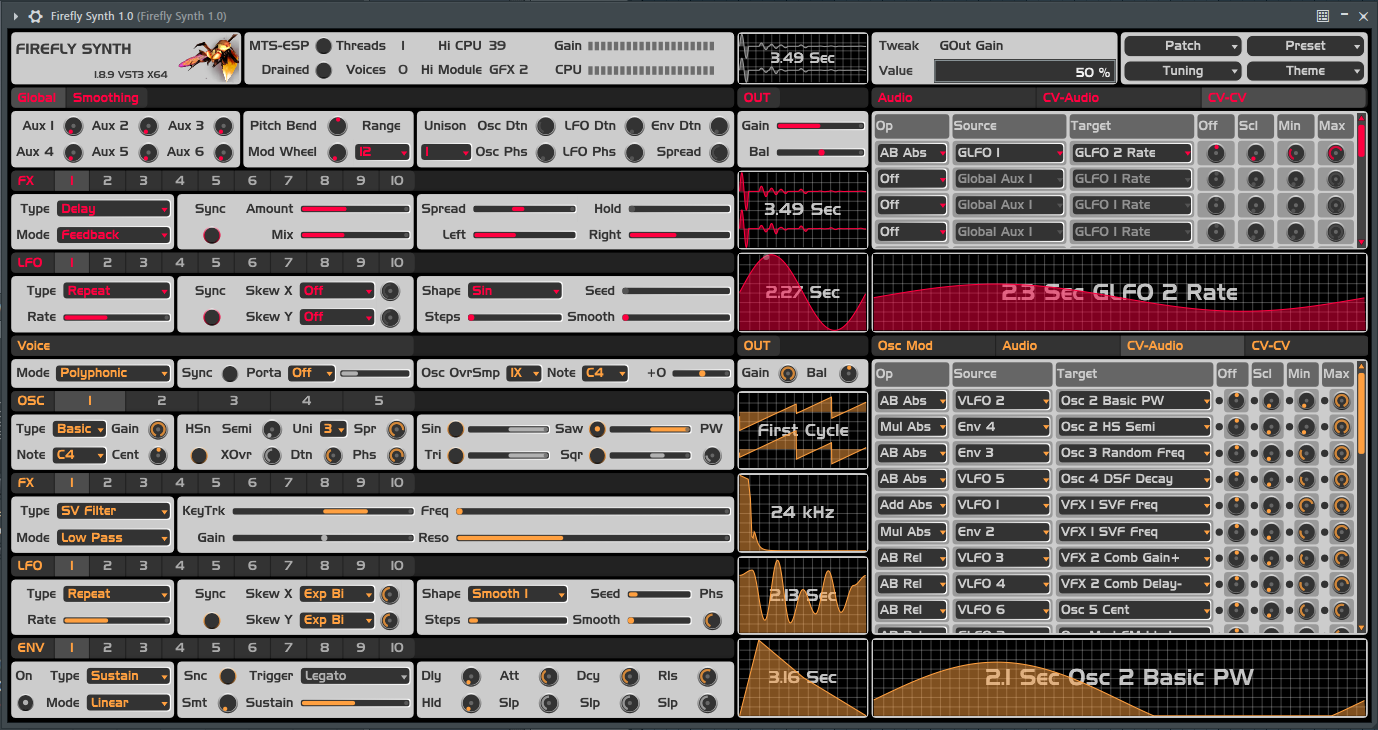 Firefly Synth 1.0 (Firefly Synth 1.0)
FIREFLY SYNTH
1.8.9 VST3 X64
MTS-ESP Threads 1 Hi CPU 39 Gain
Drained Voices 0 Hi Module GFX 2 CPU
3.49 Sec
Tweak GOut Gain
Value 50 %
Patch Preset
Tuning Theme
Global Smoothing OUT Audio CV-Audio CV-CV
Aux 1 Aux 2 Aux 3 Pitch Bend Range Unison Osc Dtn LFO Dtn Env Dtn Gain
Aux 4 Aux 5 Aux 6 Mod Wheel 12 1 Osc Phs LFO Phs Spread Bal
Op Source Target Off Scl Min Max
AB Abs GLFO 1 GLFO 2 Rate
Off Global Aux 1 GLFO 1 Rate
Off Global Aux 1 GLFO 1 Rate
Off Global Aux 1 GLFO 1 Rate
FX 1 2 3 4 5 6 7 8 9 10
Type Delay Sync Amount Spread Hold
Mode Feedback Mix Left Right
3.49 Sec
LFO 1 2 3 4 5 6 7 8 9 10
Type Repeat Sync Skew X Off Shape Sin Seed
Rate Skew Y Off Steps Smooth
2.27 Sec
2.3 Sec GLFO 2 Rate
Voice OUT Osc Mod Audio CV-Audio CV-CV
Mode Polyphonic Sync Porta Off Osc OvrSmp 1X Note C4 +0 Gain Bal
OSC 1 2 3 4 5
Type Basic Gain HSn Semi Uni 3 Spr Sin Saw PW
Note C4 Cent XOvr Dtn Phs Tri Sqr
First Cycle
FX 1 2 3 4 5 6 7 8 9 10
Type SV Filter KeyTrk Freq
Mode Low Pass Gain Reso
24 kHz
LFO 1 2 3 4 5 6 7 8 9 10
Type Repeat Sync Skew X Exp Bi Shape Smooth 1 Seed Phs
Rate Skew Y Exp Bi Steps Smooth
2.13 Sec
ENV 1 2 3 4 5 6 7 8 9 10
On Type Sustain Snc Trigger Legato Dly Att Dcy Rls
Mode Linear Smt Sustain Hld Slp Slp Slp
3.16 Sec
Op Source Target Off Scl Min Max
AB Abs VLFO 2 Osc 2 Basic PW
Mul Abs Env 4 Osc 2 HS Semi
AB Abs Env 3 Osc 3 Random Freq
AB Abs VLFO 5 Osc 4 DSF Decay
Add Abs VLFO 1 VFX 1 SVF Freq
Mul Abs Env 2 VFX 1 SVF Freq
AB Rel VLFO 3 VFX 2 Comb Gain+
AB Rel VLFO 4 VFX 2 Comb Delay-
AB Rel VLFO 6 Osc 5 Cent
2.1 Sec Osc 2 Basic PW